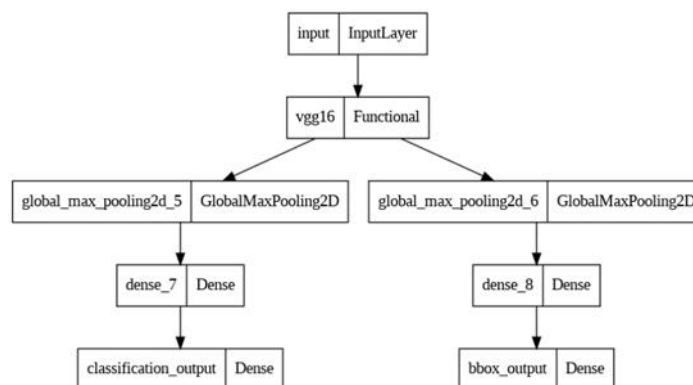 input InputLayer
vgg16 Functional
global_max_pooling2d_5 GlobalMaxPooling2D
global_max_pooling2d_6 GlobalMaxPooling2D
dense_7 Dense
dense_8 Dense
classification_output Dense
bbox_output Dense